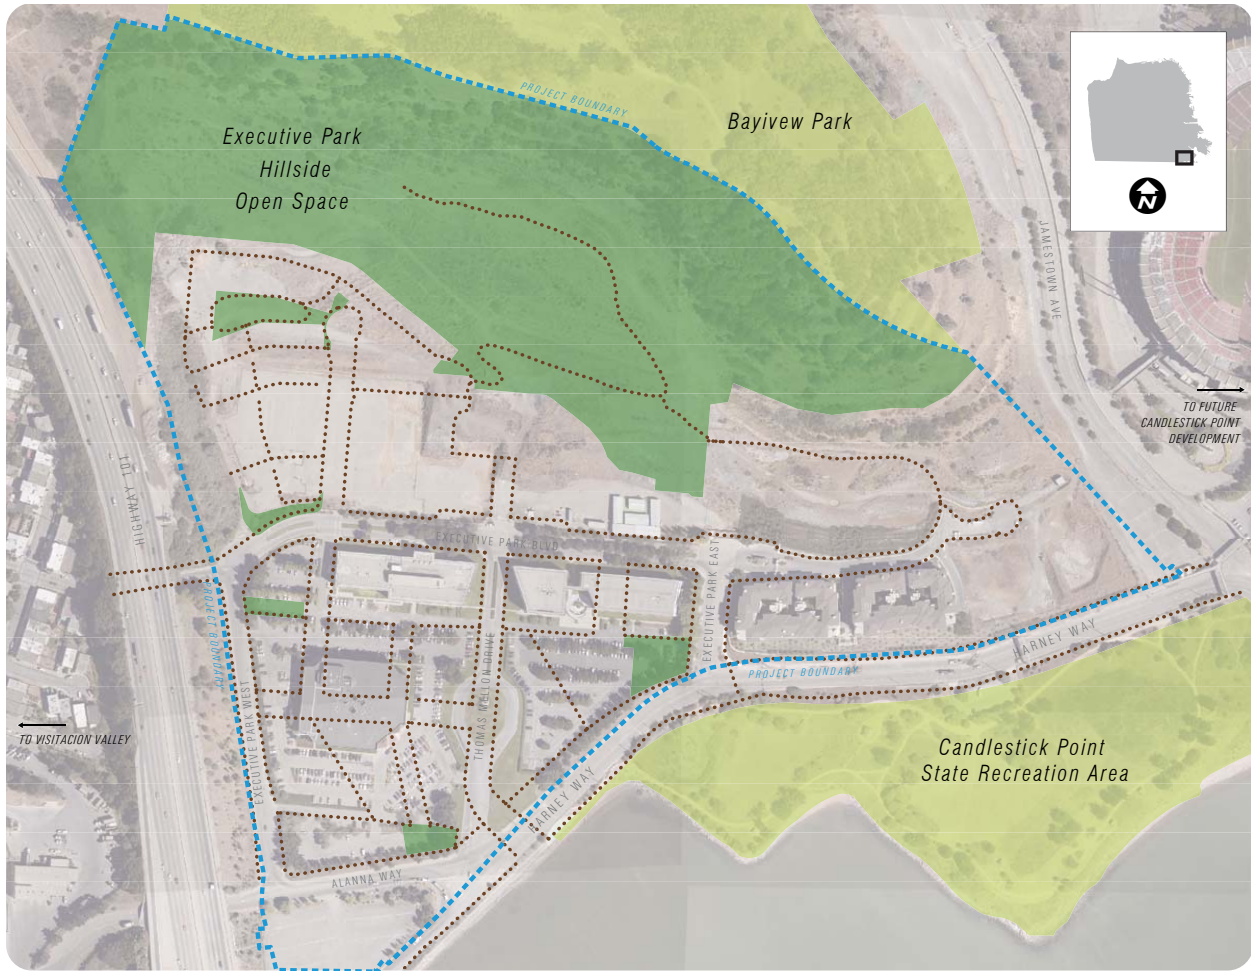 PROJECT BOUNDARY
Executive Park
Hillside
Open Space
Bayivew Park
N
JAMESTOWN AVE
TO FUTURE
CANDLESTICK POINT
DEVELOPMENT
HIGHWAY 101
EXECUTIVE PARK BLVD
EXECUTIVE PARK EAST
PROJECT BOUNDARY
HARNEY WAY
PROJECT BOUNDARY
THOMAS MELLON DRIVE
EXECUTIVE PARK WEST
TO VISITACION VALLEY
Candlestick Point
State Recreation Area
HARNEY WAY
ALANNA WAY